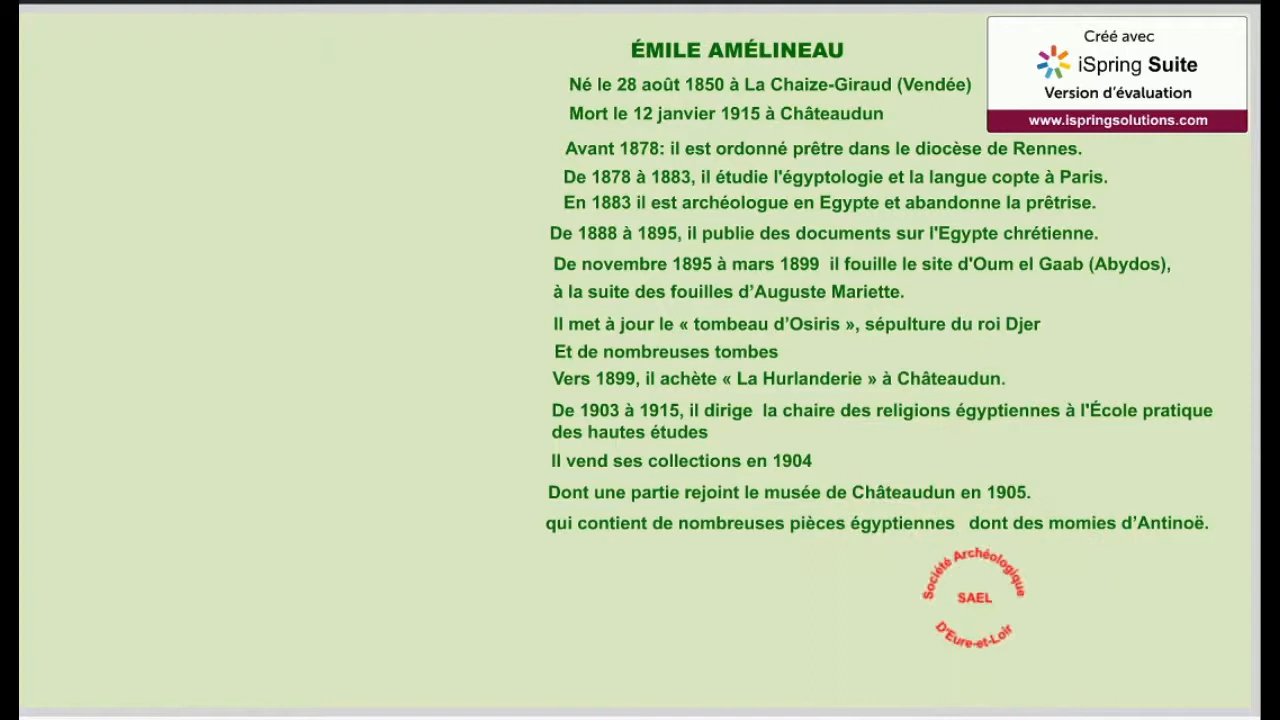 ÉMILE AMÉLINEAU
Né le 28 août 1850 à La Chaize-Giraud (Vendée)
Mort le 12 janvier 1915 à Châteaudun
Créé avec
iSpring Suite
Version d'évaluation
www.ispringsolutions.com
Avant 1878: il est ordonné prêtre dans le diocèse de Rennes.
De 1878 à 1883, il étudie l'égyptologie et la langue copte à Paris.
En 1883 il est archéologue en Egypte et abandonne la prêtrise.
De 1888 à 1895, il publie des documents sur l'Egypte chrétienne.
De novembre 1895 à mars 1899 il fouille le site d'Oum el Gaab (Abydos),
à la suite des fouilles d’Auguste Mariette.
Il met à jour le « tombeau d’Osiris », sépulture du roi Djer
Et de nombreuses tombes
Vers 1899, il achète « La Hurlanderie » à Châteaudun.
De 1903 à 1915, il dirige la chaire des religions égyptiennes à l'École pratique
des hautes études
Il vend ses collections en 1904
Dont une partie rejoint le musée de Châteaudun en 1905.
qui contient de nombreuses pièces égyptiennes dont des momies d’Antinoë.
Société Archéologique
SAEL
D'Eure-et-Loir